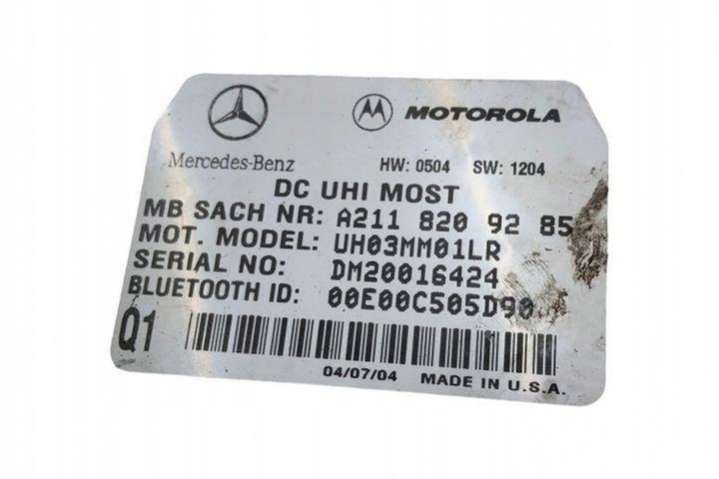 MOTOROLA
Mercedes-Benz HW: 0504 SW: 1204
DC UHI MOST
MB SACH NR: A211 820 92 85
MOT. MODEL: UH03MM01LR
SERIAL NO: DM20016424
BLUETOOTH ID: 00E00C505D90
Q1
04/07/04 MADE IN U.S.A.